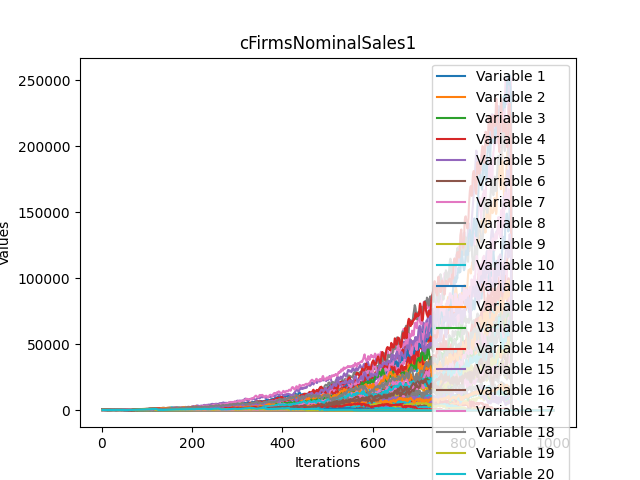 cFirmsNominalSales1
250000
200000
150000
100000
50000
0
Values
0 200 400 600 800 1000
Iterations
Variable 1
Variable 2
Variable 3
Variable 4
Variable 5
Variable 6
Variable 7
Variable 8
Variable 9
Variable 10
Variable 11
Variable 12
Variable 13
Variable 14
Variable 15
Variable 16
Variable 17
Variable 18
Variable 19
Variable 20